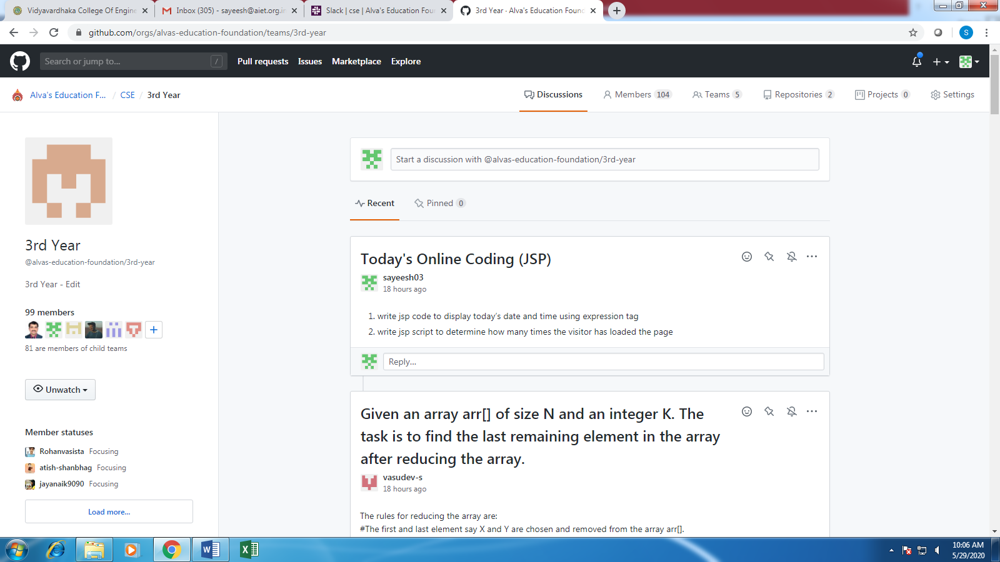 Vidyavardhaka College Of Engine
Inbox (305) - sayeesh@aiet.org.in
Slack | cse | Alva's Education Fou
3rd Year · Alva's Education Found
github.com/orgs/alvas-education-foundation/teams/3rd-year
S
Search or jump to...
/
Pull requests
Issues
Marketplace
Explore
Alva's Education F... / CSE / 3rd Year
Discussions
Members 104
Teams 5
Repositories 2
Projects 0
Settings
3rd Year
@alvas-education-foundation/3rd-year
3rd Year - Edit
99 members
81 are members of child teams
Unwatch
Member statuses
Rohanvasista Focusing
atish-shanbhag Focusing
jayanaik9090 Focusing
Load more...
Start a discussion with @alvas-education-foundation/3rd-year
Recent
Pinned 0
Today's Online Coding (JSP)
sayeesh03
18 hours ago
1. write jsp code to display today’s date and time using expression tag
2. write jsp script to determine how many times the visitor has loaded the page
Reply...
Given an array arr[] of size N and an integer K. The
task is to find the last remaining element in the array
after reducing the array.
vasudev-s
18 hours ago
The rules for reducing the array are:
#The first and last element say X and Y are chosen and removed from the array arr[].
10:06 AM
5/29/2020